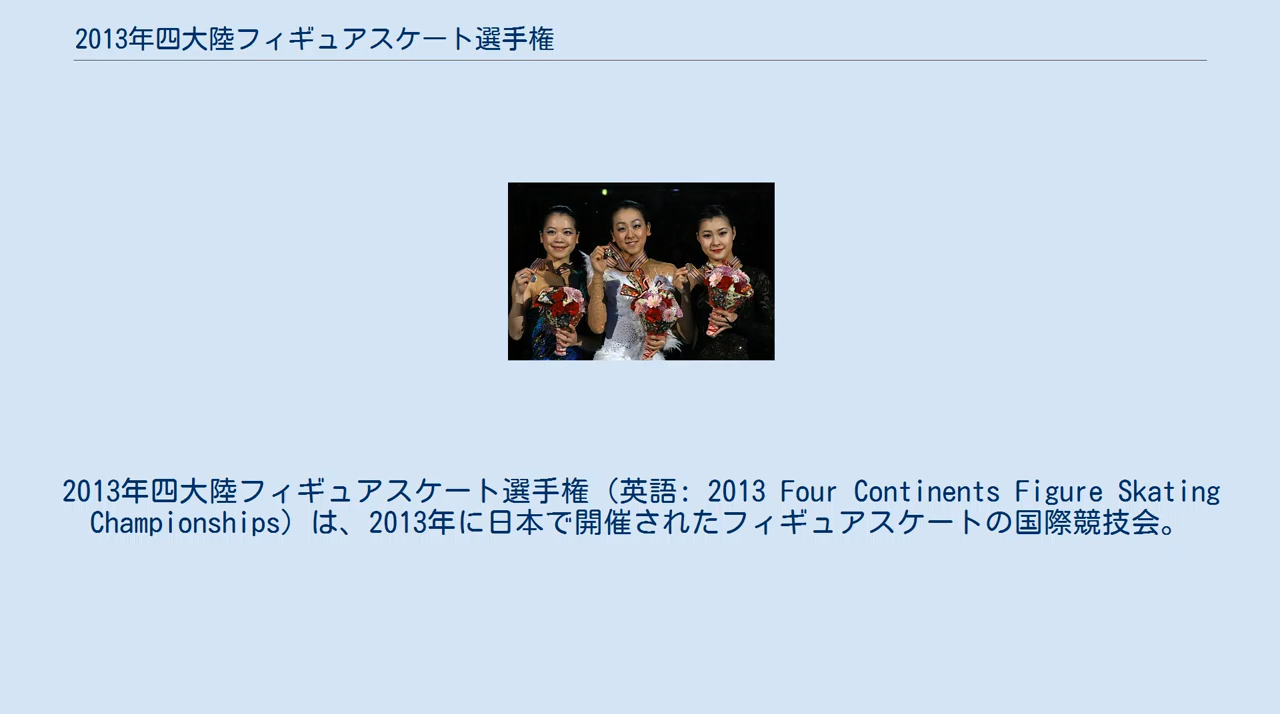 2013年四大陸フィギュアスケート選手権
2013年四大陸フィギュアスケート選手権（英語: 2013 Four Continents Figure Skating
Championships）は、2013年に日本で開催されたフィギュアスケートの国際競技会。